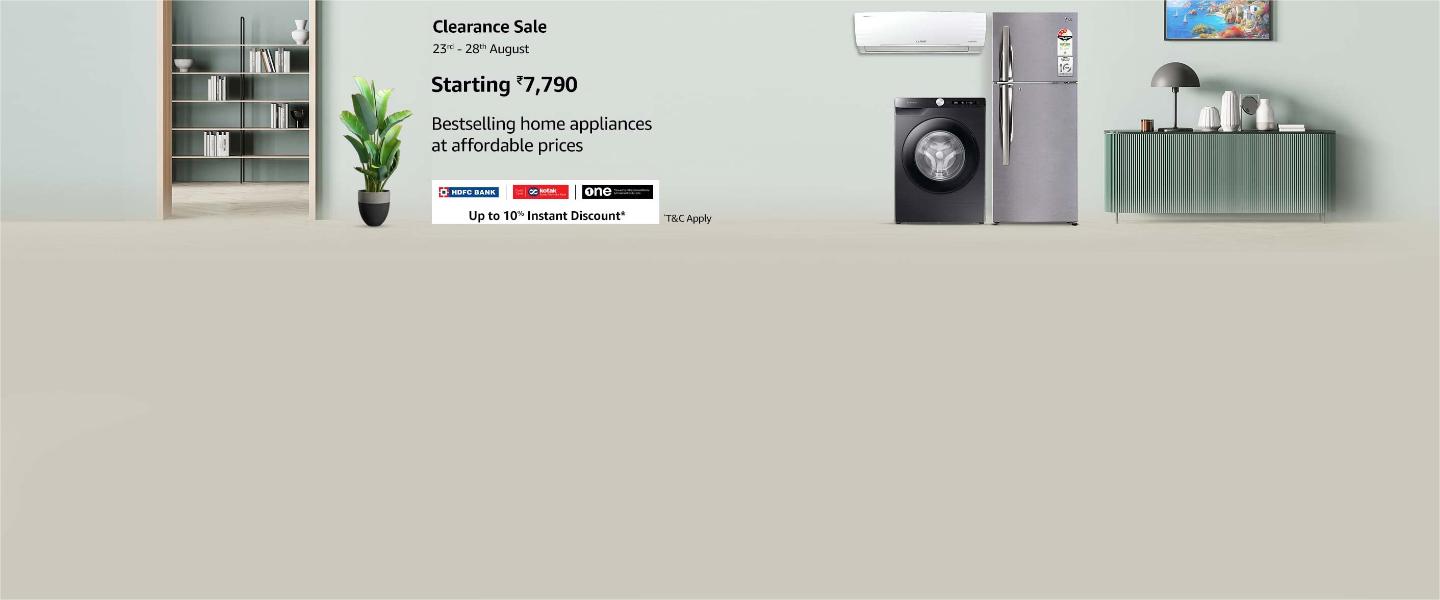 Clearance Sale
23rd - 28th August
Starting ₹7,790
Bestselling home appliances
at affordable prices
HDFC BANK
kotak
one
Up to 10% Instant Discount*
*T&C Apply